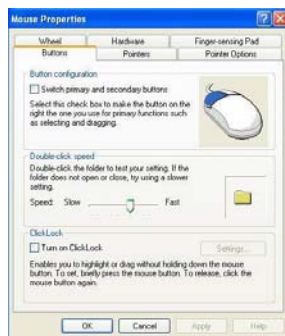 Mouse Properties
Wheel Hardware Finger-sensing Pad
Buttons Pointers Pointer Options
Button configuration
Switch primary and secondary buttons
Select this check box to make the button on the
right the one you use for primary functions such
as selecting and dragging.
Double-click speed
Double-click the folder to test your setting. If the
folder does not open or close, try using a slower
setting.
Speed: Slow Fast
ClickLock
Turn on ClickLock Settings...
Enables you to highlight or drag without holding down the mouse
button. To set, briefly press the mouse button. To release, click the
mouse button again.
OK Cancel Apply Help